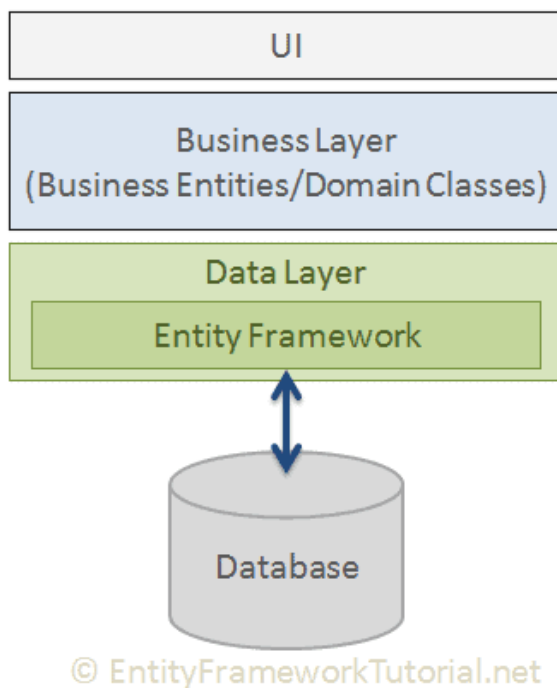 UI
Business Layer
(Business Entities/Domain Classes)
Data Layer
Entity Framework
Database
© EntityFrameworkTutorial.net